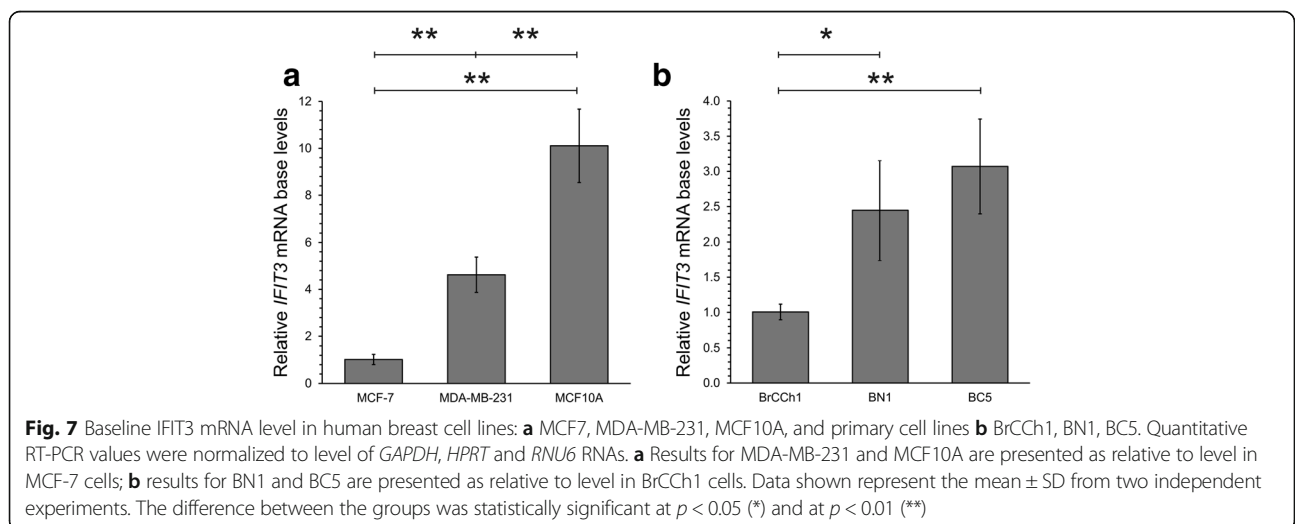 ** **
**
a
Relative IFIT3 mRNA base levels
12
10
8
6
4
2
0
MCF-7 MDA-MB-231 MCF10A
*
**
b
Relative IFIT3 mRNA base levels
4.0
3.5
3.0
2.5
2.0
1.5
1.0
0.5
0.0
BrCCh1 BN1 BC5
Fig. 7 Baseline IFIT3 mRNA level in human breast cell lines: a MCF7, MDA-MB-231, MCF10A, and primary cell lines b BrCCh1, BN1, BC5. Quantitative
RT-PCR values were normalized to level of GAPDH, HPRT and RNU6 RNAs. a Results for MDA-MB-231 and MCF10A are presented as relative to level in
MCF-7 cells; b results for BN1 and BC5 are presented as relative to level in BrCCh1 cells. Data shown represent the mean ± SD from two independent
experiments. The difference between the groups was statistically significant at p < 0.05 (*) and at p < 0.01 (**)